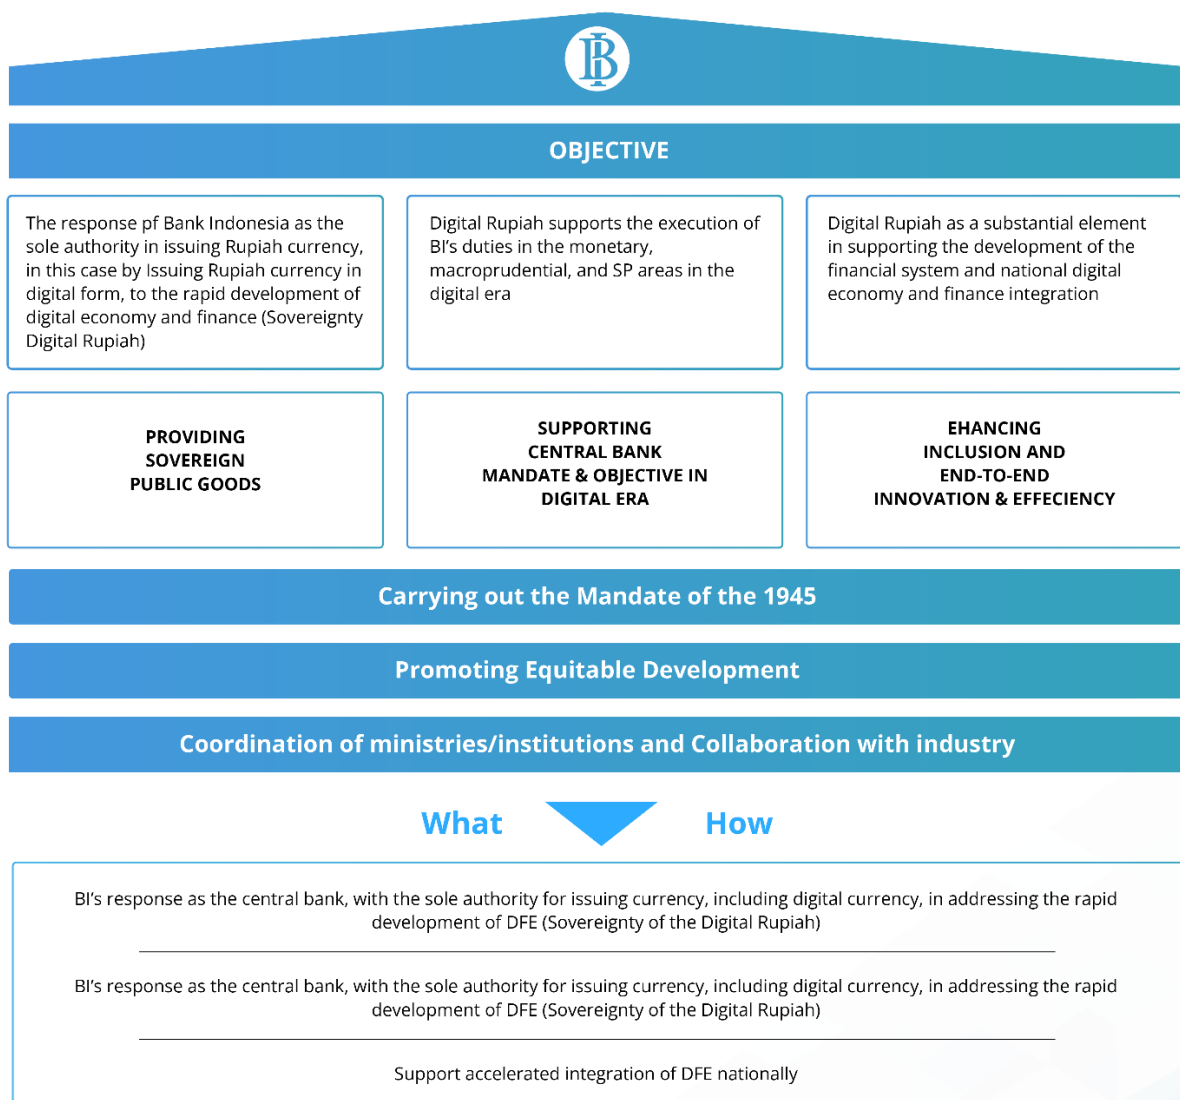 BI
OBJECTIVE
The response pf Bank Indonesia as the
sole authority in issuing Rupiah currency,
in this case by Issuing Rupiah currency in
digital form, to the rapid development of
digital economy and finance (Sovereignty
Digital Rupiah)
Digital Rupiah supports the execution of
BI's duties in the monetary,
macroprudential, and SP areas in the
digital era
Digital Rupiah as a substantial element
in supporting the development of the
financial system and national digital
economy and finance integration
PROVIDING
SOVEREIGN
PUBLIC GOODS
SUPPORTING
CENTRAL BANK
MANDATE & OBJECTIVE IN
DIGITAL ERA
EHANCING
INCLUSION AND
END-TO-END
INNOVATION & EFFECIENCY
Carrying out the Mandate of the 1945
Promoting Equitable Development
Coordination of ministries/institutions and Collaboration with industry
What How
BI's response as the central bank, with the sole authority for issuing currency, including digital currency, in addressing the rapid
development of DFE (Sovereignty of the Digital Rupiah)
BI's response as the central bank, with the sole authority for issuing currency, including digital currency, in addressing the rapid
development of DFE (Sovereignty of the Digital Rupiah)
Support accelerated integration of DFE nationally